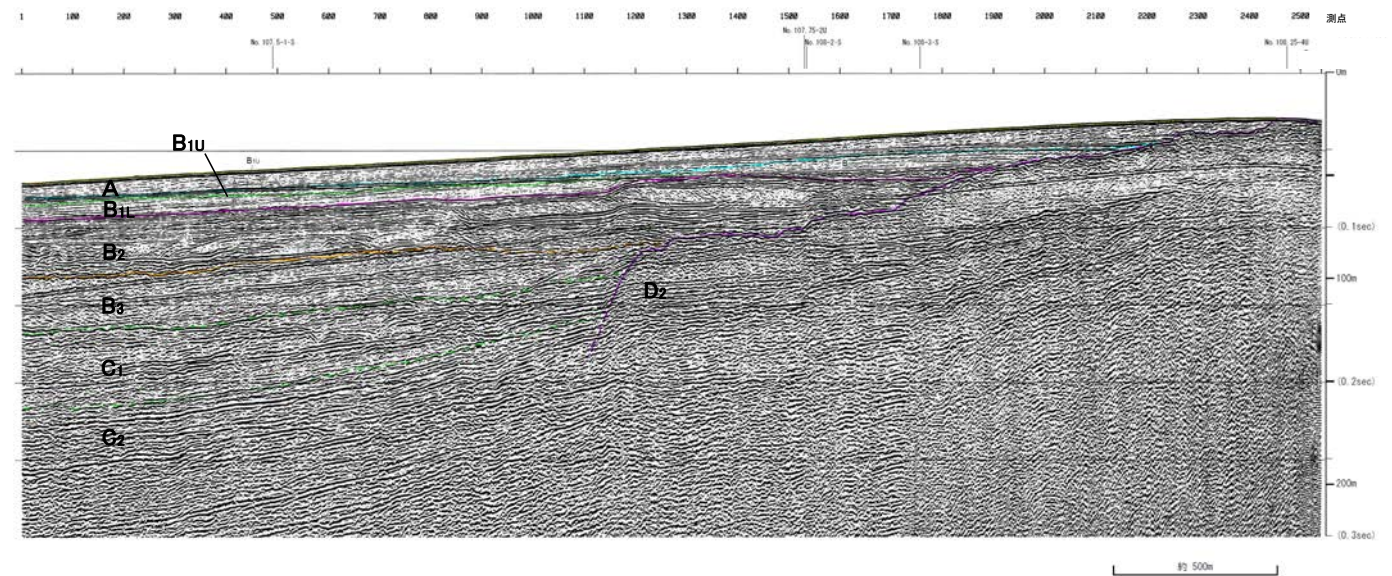 1 100 200 300 400 500 600 700 800 900 1000 1100 1200 1300 1400 1500 1600 1700 1800 1900 2000 2100 2200 2300 2400 2500 測点
No.107.75-2U
No.107.5-1-S No.108-2-S No.108-3-S No.108.25-4U
0m
B1U
B1U
A
B1L
(0.1sec)
B2
100m
D2
B3
C1
(0.2sec)
C2
200m
(0.3sec)
約 500m